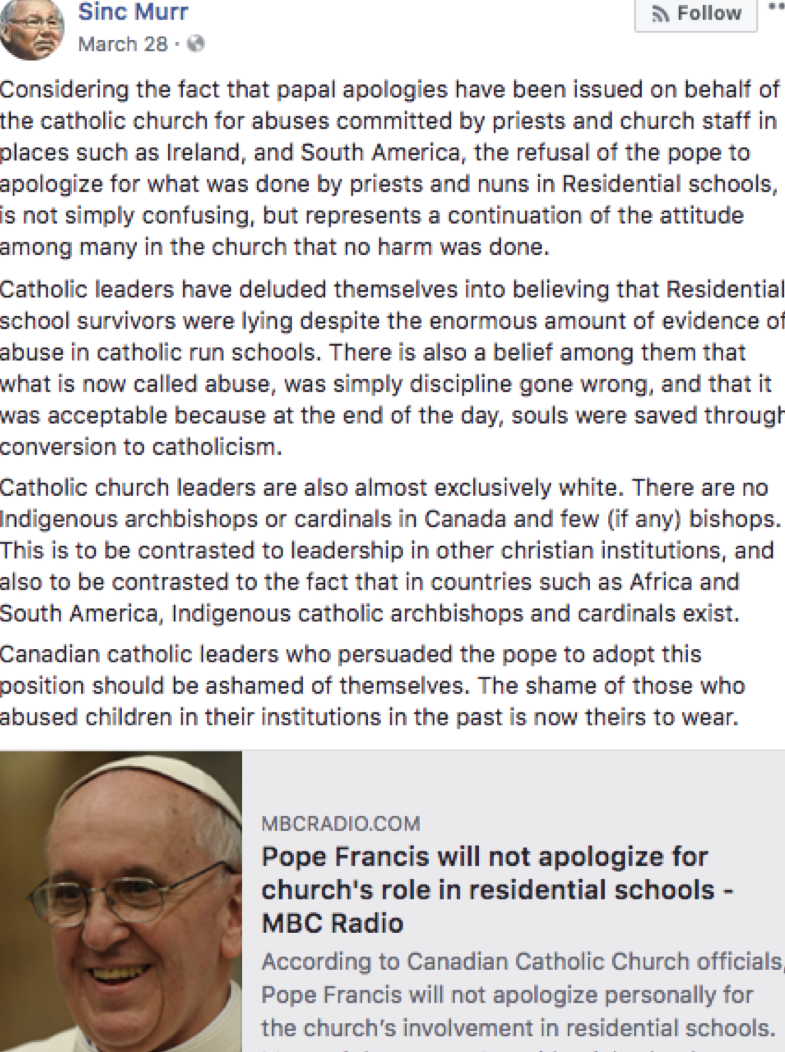 Sinc Murr
Follow
March 28 ·
Considering the fact that papal apologies have been issued on behalf of
the catholic church for abuses committed by priests and church staff in
places such as Ireland, and South America, the refusal of the pope to
apologize for what was done by priests and nuns in Residential schools,
is not simply confusing, but represents a continuation of the attitude
among many in the church that no harm was done.
Catholic leaders have deluded themselves into believing that Residential
school survivors were lying despite the enormous amount of evidence of
abuse in catholic run schools. There is also a belief among them that
what is now called abuse, was simply discipline gone wrong, and that it
was acceptable because at the end of the day, souls were saved through
conversion to catholicism.
Catholic church leaders are also almost exclusively white. There are no
Indigenous archbishops or cardinals in Canada and few (if any) bishops.
This is to be contrasted to leadership in other christian institutions, and
also to be contrasted to the fact that in countries such as Africa and
South America, Indigenous catholic archbishops and cardinals exist.
Canadian catholic leaders who persuaded the pope to adopt this
position should be ashamed of themselves. The shame of those who
abused children in their institutions in the past is now theirs to wear.
MBCRADIO.COM
Pope Francis will not apologize for
church's role in residential schools -
MBC Radio
According to Canadian Catholic Church officials,
Pope Francis will not apologize personally for
the church's involvement in residential schools.